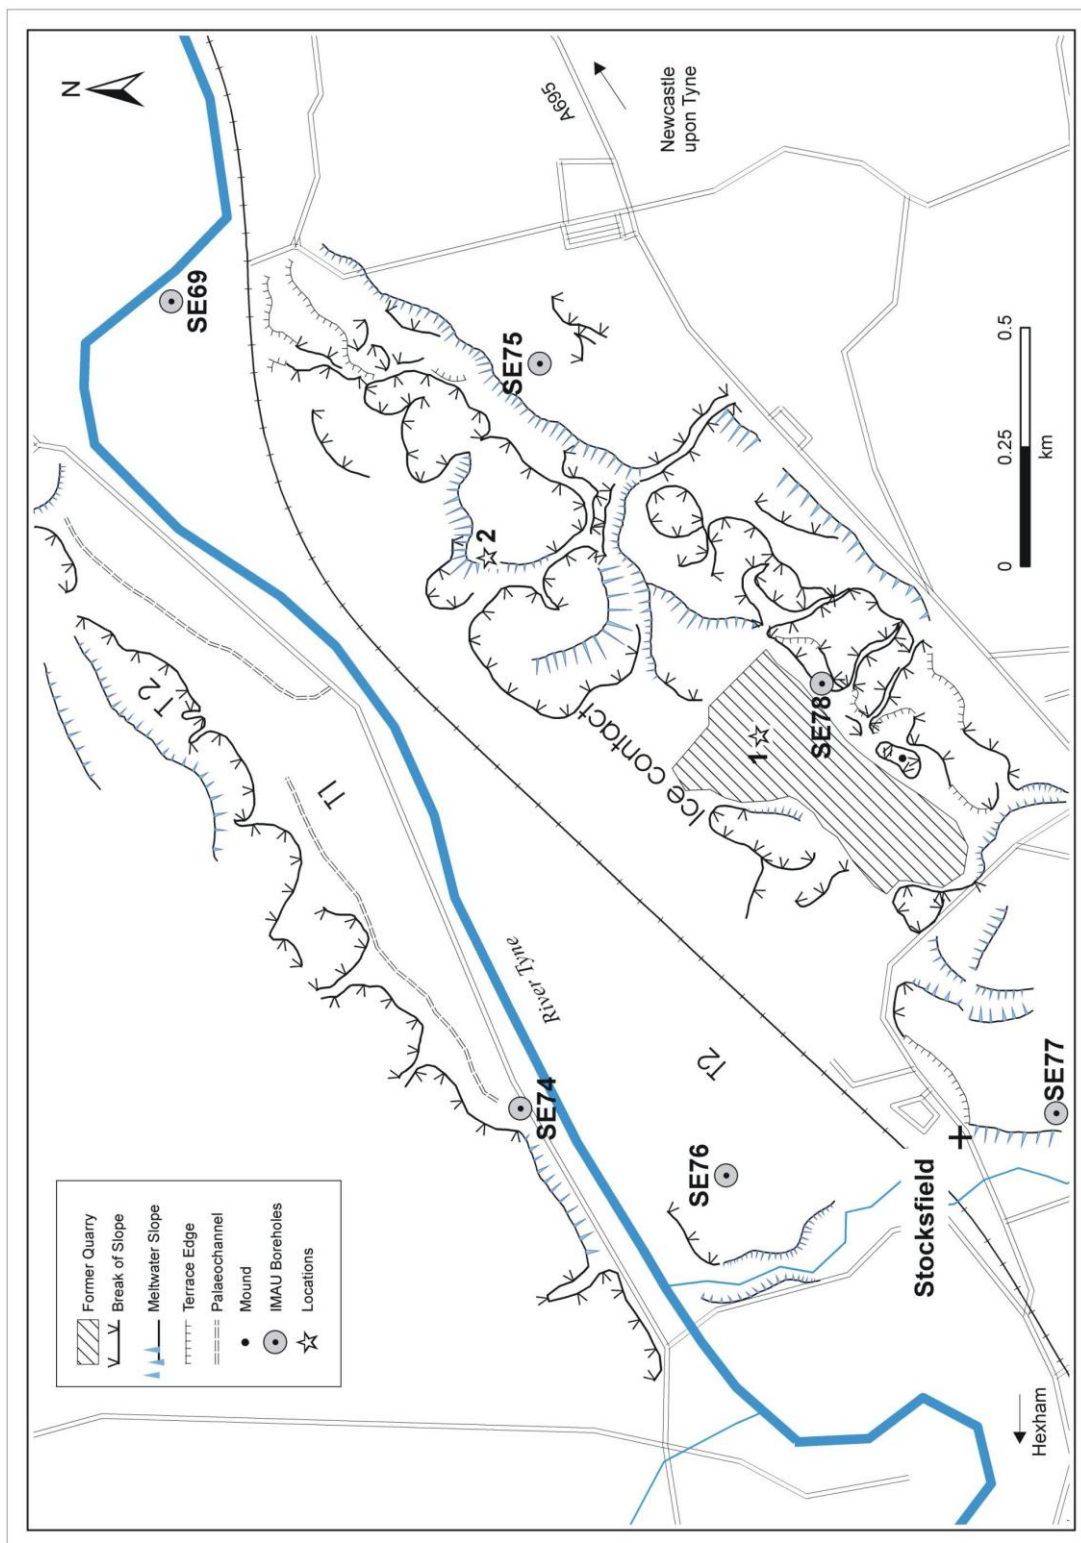 N
SE69
A695
Newcastle
upon Tyne
SE75
2
T2
T1
Ice contact
1
SE78
0
0.25
0.5
km
River Tyne
SE74
T2
SE76
SE77
Stocksfield
Hexham
Former Quarry
Break of Slope
Meltwater Slope
Terrace Edge
Palaeochannel
Mound
IMAU Boreholes
Locations